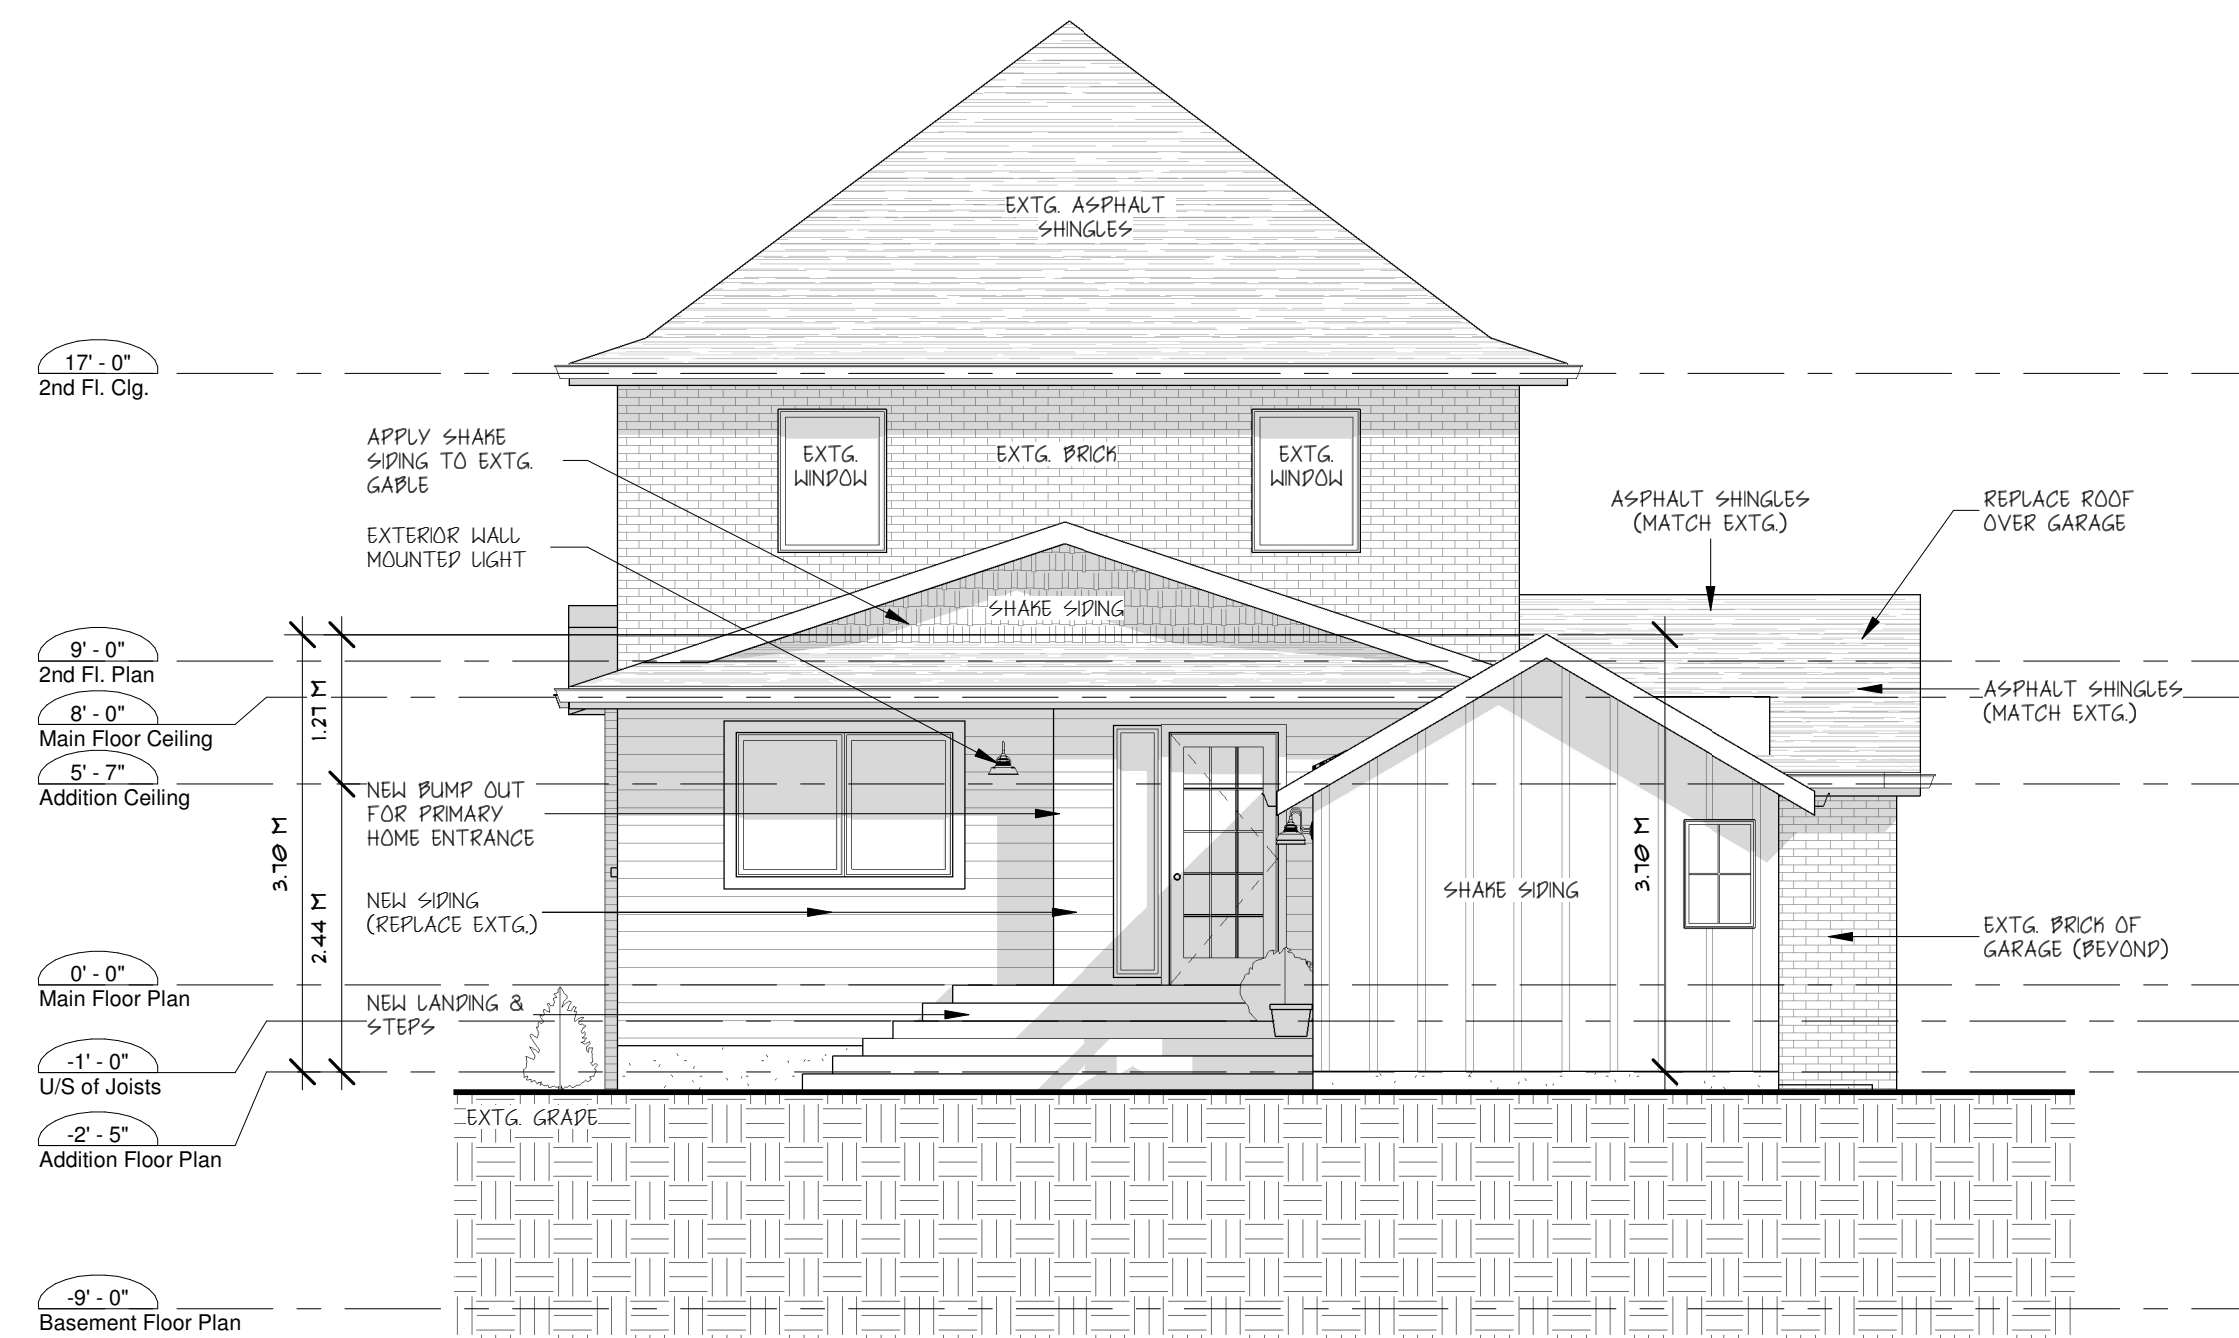 EXTG. ASPHALT
SHINGLES
17' - 0"
2nd Fl. Clg.
APPLY SHAKE
SIDING TO EXTG.
GABLE
EXTG.
WINDOW
EXTG. BRICK
EXTG.
WINDOW
ASPHALT SHINGLES
(MATCH EXTG.)
REPLACE ROOF
OVER GARAGE
EXTERIOR WALL
MOUNTED LIGHT
SHAKE SIDING
9' - 0"
2nd Fl. Plan
8' - 0"
Main Floor Ceiling
5' - 7"
Addition Ceiling
1.27 M
3.70 M
2.44 M
ASPHALT SHINGLES
(MATCH EXTG.)
NEW BUMP OUT
FOR PRIMARY
HOME ENTRANCE
3.70 M
SHAKE SIDING
NEW SIDING
(REPLACE EXTG.)
EXTG. BRICK OF
GARAGE (BEYOND)
0' - 0"
Main Floor Plan
NEW LANDING &
STEPS
-1' - 0"
U/S of Joists
EXTG. GRADE
-2' - 5"
Addition Floor Plan
-9' - 0"
Basement Floor Plan